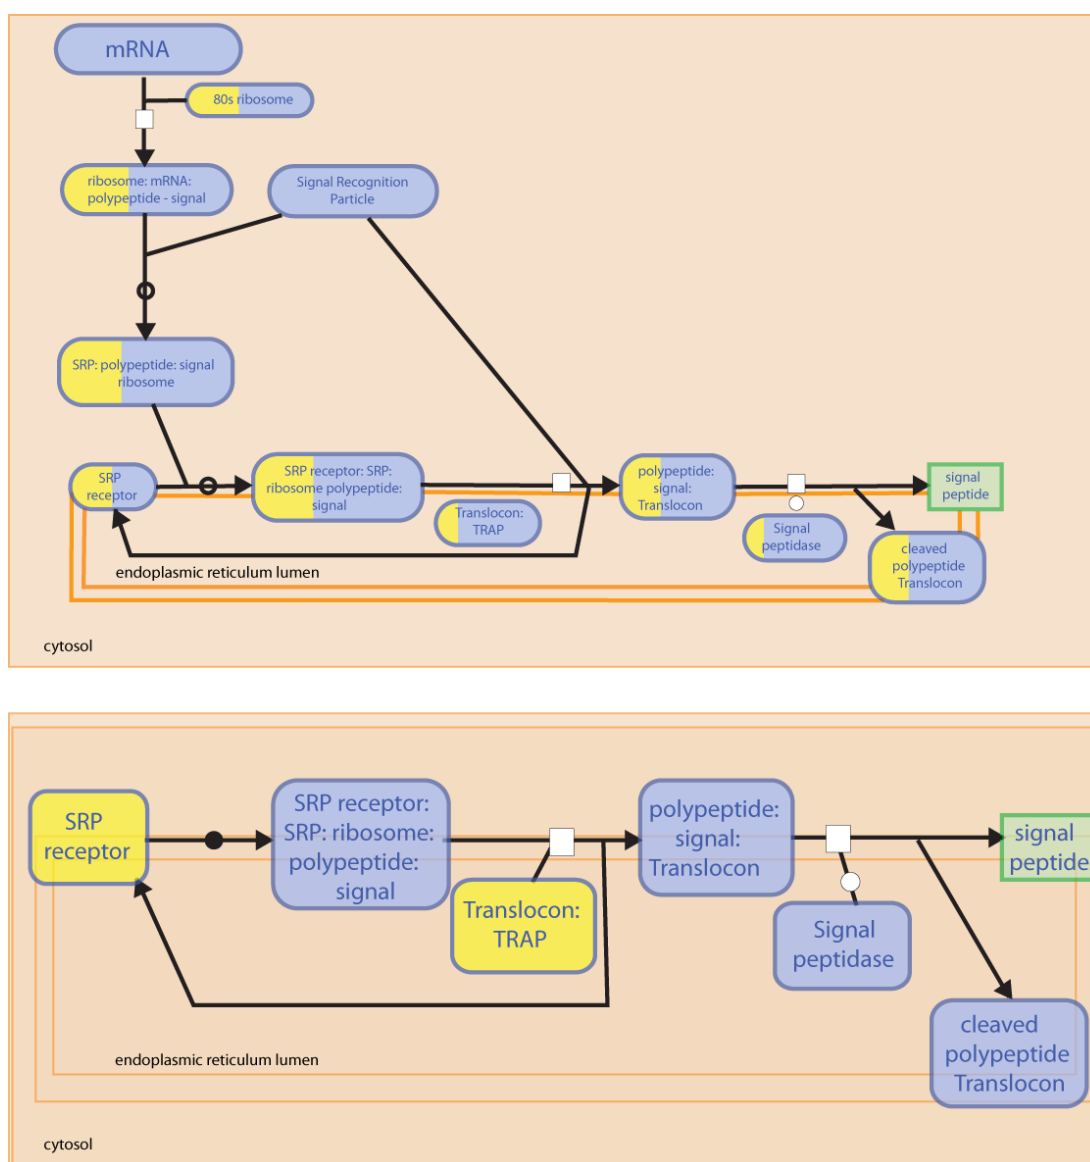 mRNA
80s ribosome
ribosome: mRNA:
polypeptide - signal
Signal Recognition
Particle
SRP: polypeptide: signal
ribosome
SRP
receptor
SRP receptor: SRP:
ribosome polypeptide:
signal
Translocon:
TRAP
polypeptide:
signal:
Translocon
Signal
peptidase
signal
peptide
cleaved
polypeptide
Translocon
endoplasmic reticulum lumen
cytosol
SRP
receptor
SRP receptor:
SRP: ribosome:
polypeptide:
signal
Translocon:
TRAP
polypeptide:
signal:
Translocon
Signal
peptidase
signal
peptide
cleaved
polypeptide
Translocon
endoplasmic reticulum lumen
cytosol